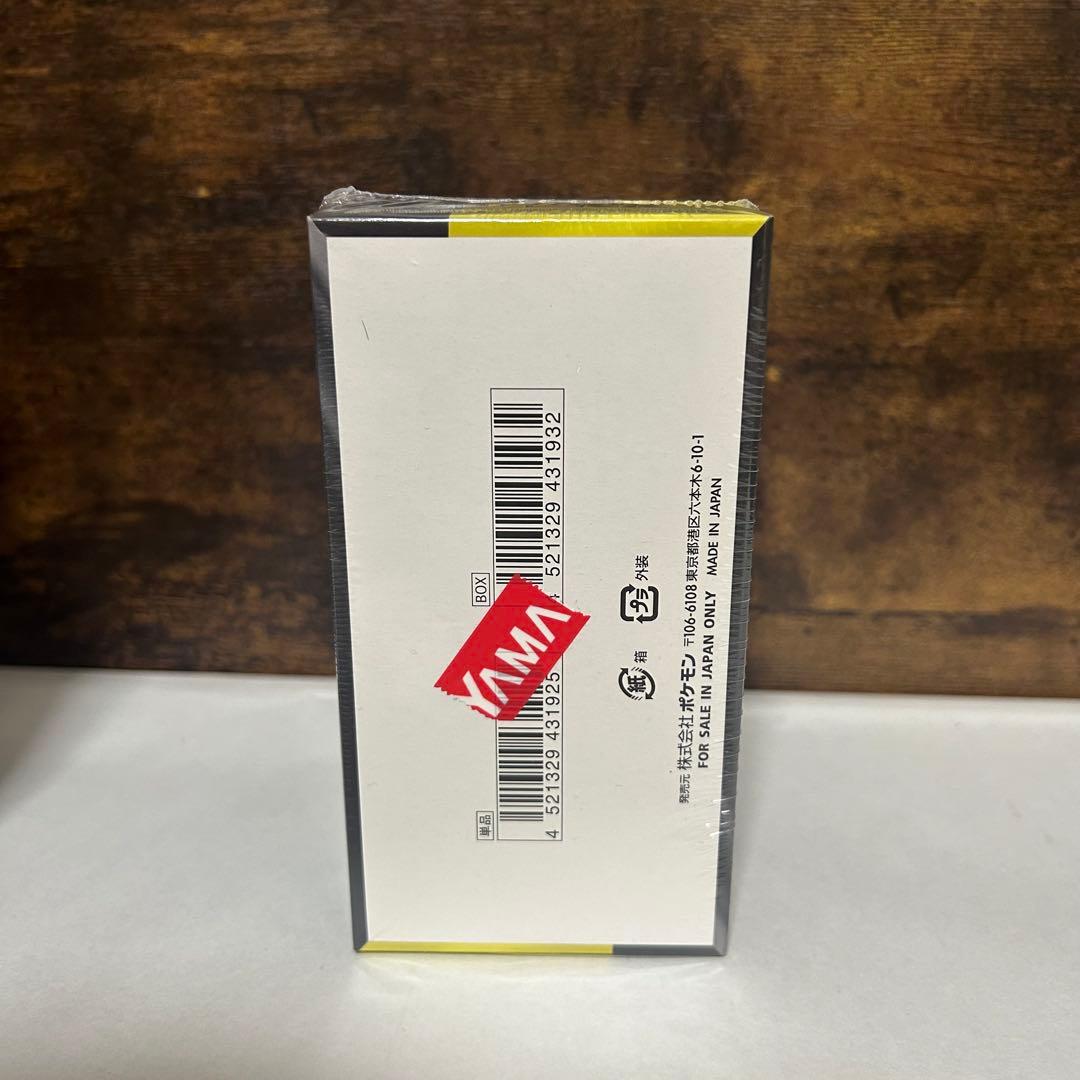 単品
BOX
4 521329 431925
521329 431932
YAMA
紙 箱
プラ 外装
発売元 株式会社 ポケモン 〒106-6108 東京都港区六本木6-10-1
FOR SALE IN JAPAN ONLY MADE IN JAPAN